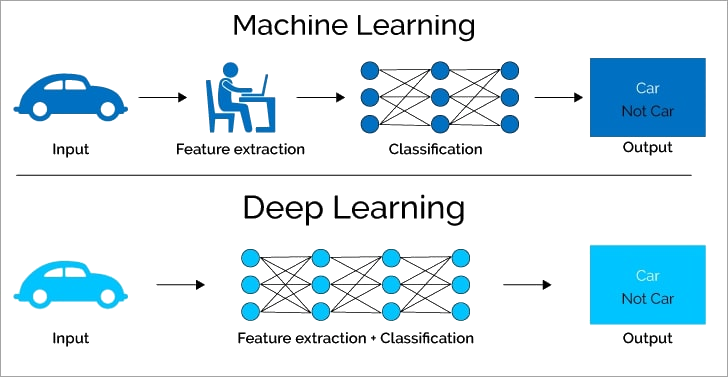 Machine Learning
Input
Feature extraction
Classification
Car
Not Car
Output
Deep Learning
Input
Feature extraction + Classification
Car
Not Car
Output